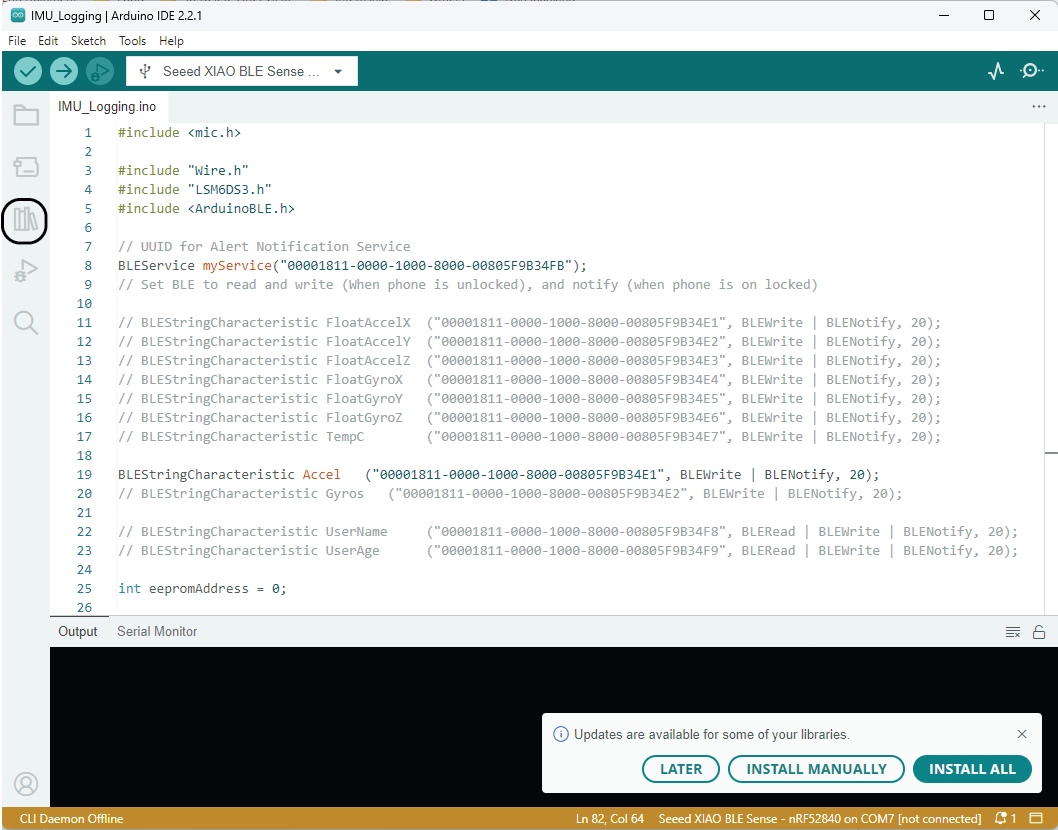 IMU_Logging | Arduino IDE 2.2.1
File Edit Sketch Tools Help
Seeed XIAO BLE Sense ...
IMU_Logging.ino
1 #include <mic.h>
2
3 #include "Wire.h"
4 #include "LSM6DS3.h"
5 #include <ArduinoBLE.h>
6
7 // UUID for Alert Notification Service
8 BLEService myService("00001811-0000-1000-8000-00805F9B34FB");
9 // Set BLE to read and write (When phone is unlocked), and notify (when phone is on locked)
10
11 // BLEStringCharacteristic FloatAccelX ("00001811-0000-1000-8000-00805F9B34E1", BLEWrite | BLENotify, 20);
12 // BLEStringCharacteristic FloatAccelY ("00001811-0000-1000-8000-00805F9B34E2", BLEWrite | BLENotify, 20);
13 // BLEStringCharacteristic FloatAccelZ ("00001811-0000-1000-8000-00805F9B34E3", BLEWrite | BLENotify, 20);
14 // BLEStringCharacteristic FloatGyroX ("00001811-0000-1000-8000-00805F9B34E4", BLEWrite | BLENotify, 20);
15 // BLEStringCharacteristic FloatGyroY ("00001811-0000-1000-8000-00805F9B34E5", BLEWrite | BLENotify, 20);
16 // BLEStringCharacteristic FloatGyroZ ("00001811-0000-1000-8000-00805F9B34E6", BLEWrite | BLENotify, 20);
17 // BLEStringCharacteristic TempC ("00001811-0000-1000-8000-00805F9B34E7", BLEWrite | BLENotify, 20);
18
19 BLEStringCharacteristic Accel ("00001811-0000-1000-8000-00805F9B34E1", BLEWrite | BLENotify, 20);
20 // BLEStringCharacteristic Gyros ("00001811-0000-1000-8000-00805F9B34E2", BLEWrite | BLENotify, 20);
21
22 // BLEStringCharacteristic UserName ("00001811-0000-1000-8000-00805F9B34F8", BLERead | BLEWrite | BLENotify, 20);
23 // BLEStringCharacteristic UserAge ("00001811-0000-1000-8000-00805F9B34F9", BLERead | BLEWrite | BLENotify, 20);
24
25 int eepromAddress = 0;
26
Output Serial Monitor
Updates are available for some of your libraries.
LATER INSTALL MANUALLY INSTALL ALL
CLI Daemon Offline Ln 82, Col 64 Seeed XIAO BLE Sense - nRF52840 on COM7 [not connected] 1